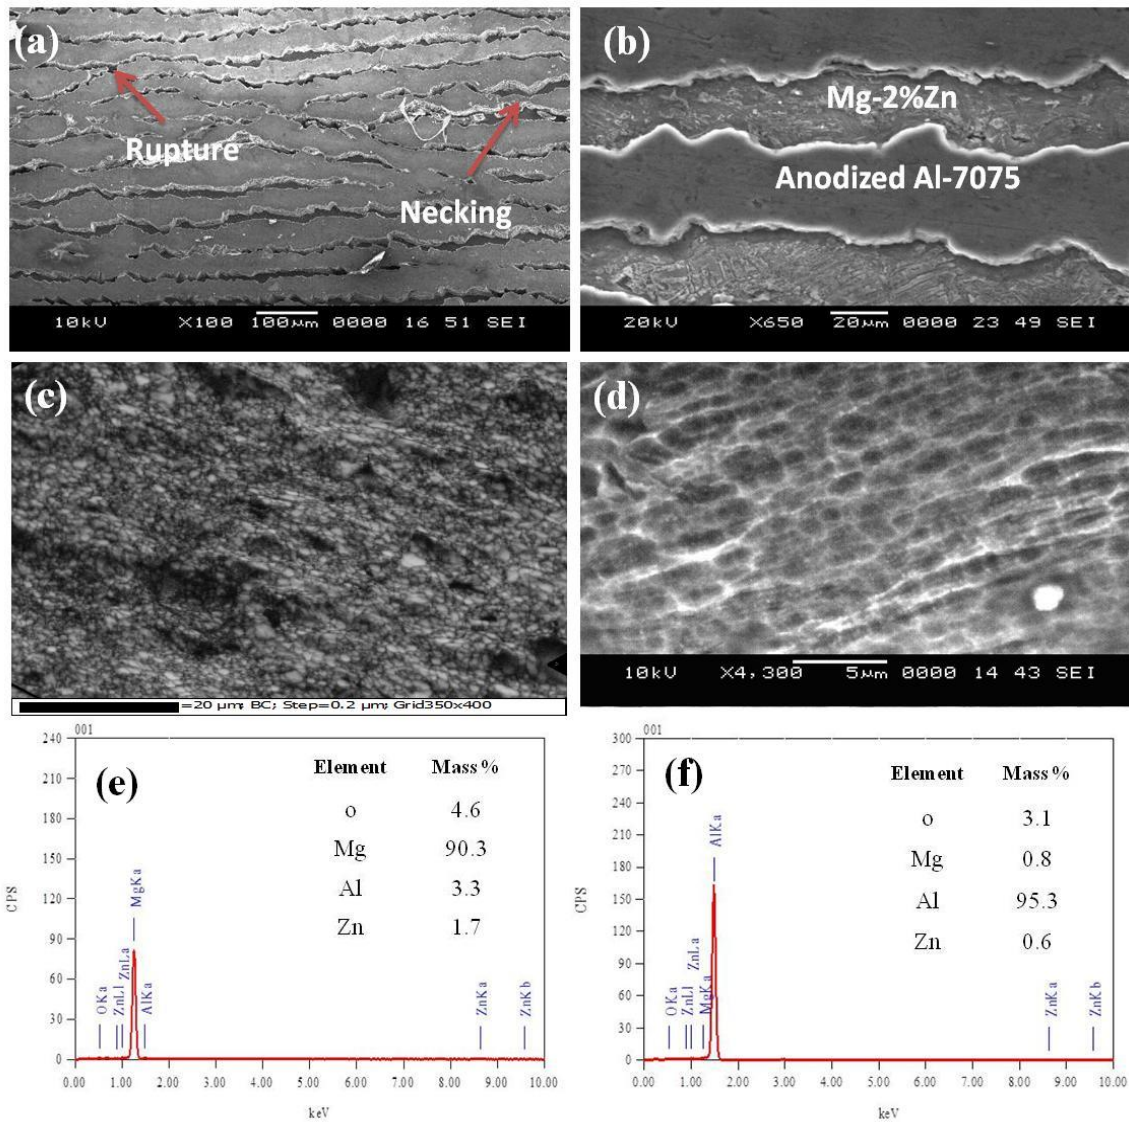 (a)
Rupture
Necking
10kV X100 100µm 0000 16 51 SEI
(b)
Mg-2%Zn
Anodized Al-7075
20kV X650 20µm 0000 23 49 SEI
(c)
=20 µm; BC; Step=0.2 µm; Grid350x400
(d)
10kV X4,300 5µm 0000 14 43 SEI
001
(e)
Element Mass%
o 4.6
Mg 90.3
Al 3.3
Zn 1.7
CPS
240
210
180
150
120
90
60
30
0
OKa
ZnLl
ZnLa
MgKa
AlKa
ZnKa
ZnKb
0.00 1.00 2.00 3.00 4.00 5.00 6.00 7.00 8.00 9.00 10.00
keV
001
(f)
Element Mass%
o 3.1
Mg 0.8
Al 95.3
Zn 0.6
CPS
300
270
240
210
180
150
120
90
60
30
0
OKa
ZnLl
ZnLa
MgKa
AlKa
ZnKa
ZnKb
0.00 1.00 2.00 3.00 4.00 5.00 6.00 7.00 8.00 9.00 10.00
keV